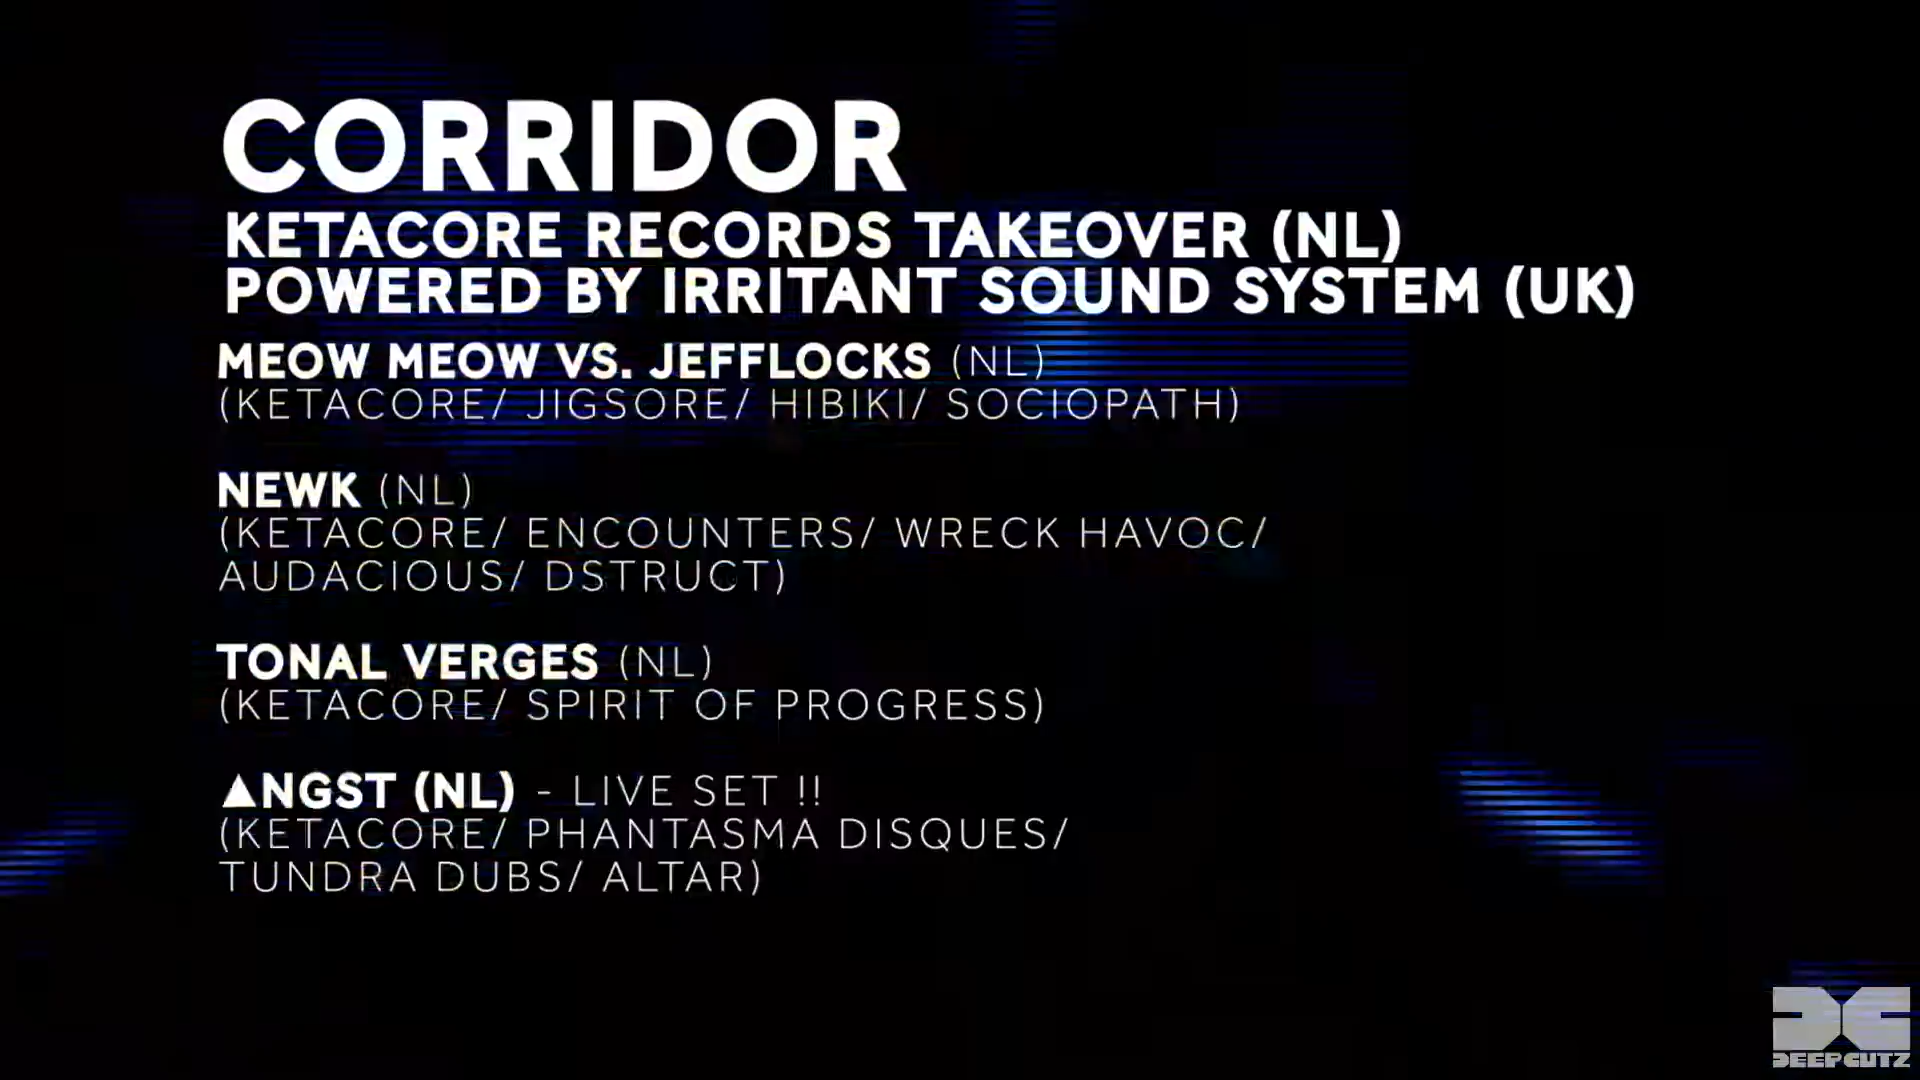 CORRIDOR
KETACORE RECORDS TAKEOVER (NL)
POWERED BY IRRITANT SOUND SYSTEM (UK)
MEOW MEOW VS. JEFFLOCKS (NL)
(KETACORE/ JIGSORE/ HIBIKI/ SOCIOPATH)
NEWK (NL)
(KETACORE/ ENCOUNTERS/ WRECK HAVOC/
AUDACIOUS/ DSTRUCT)
TONAL VERGES (NL)
(KETACORE/ SPIRIT OF PROGRESS)
▲NGST (NL) - LIVE SET !!
(KETACORE/ PHANTASMA DISQUES/
TUNDRA DUBS/ ALTAR)
DEEPCUTZ